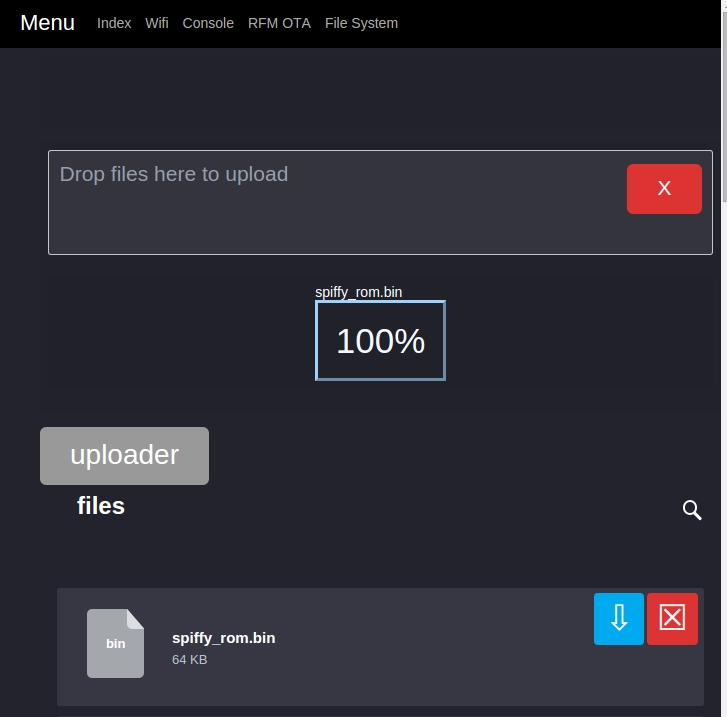 Menu Index Wifi Console RFM OTA File System
Drop files here to upload
X
spiffy_rom.bin
100%
uploader
files
bin
spiffy_rom.bin
64 KB